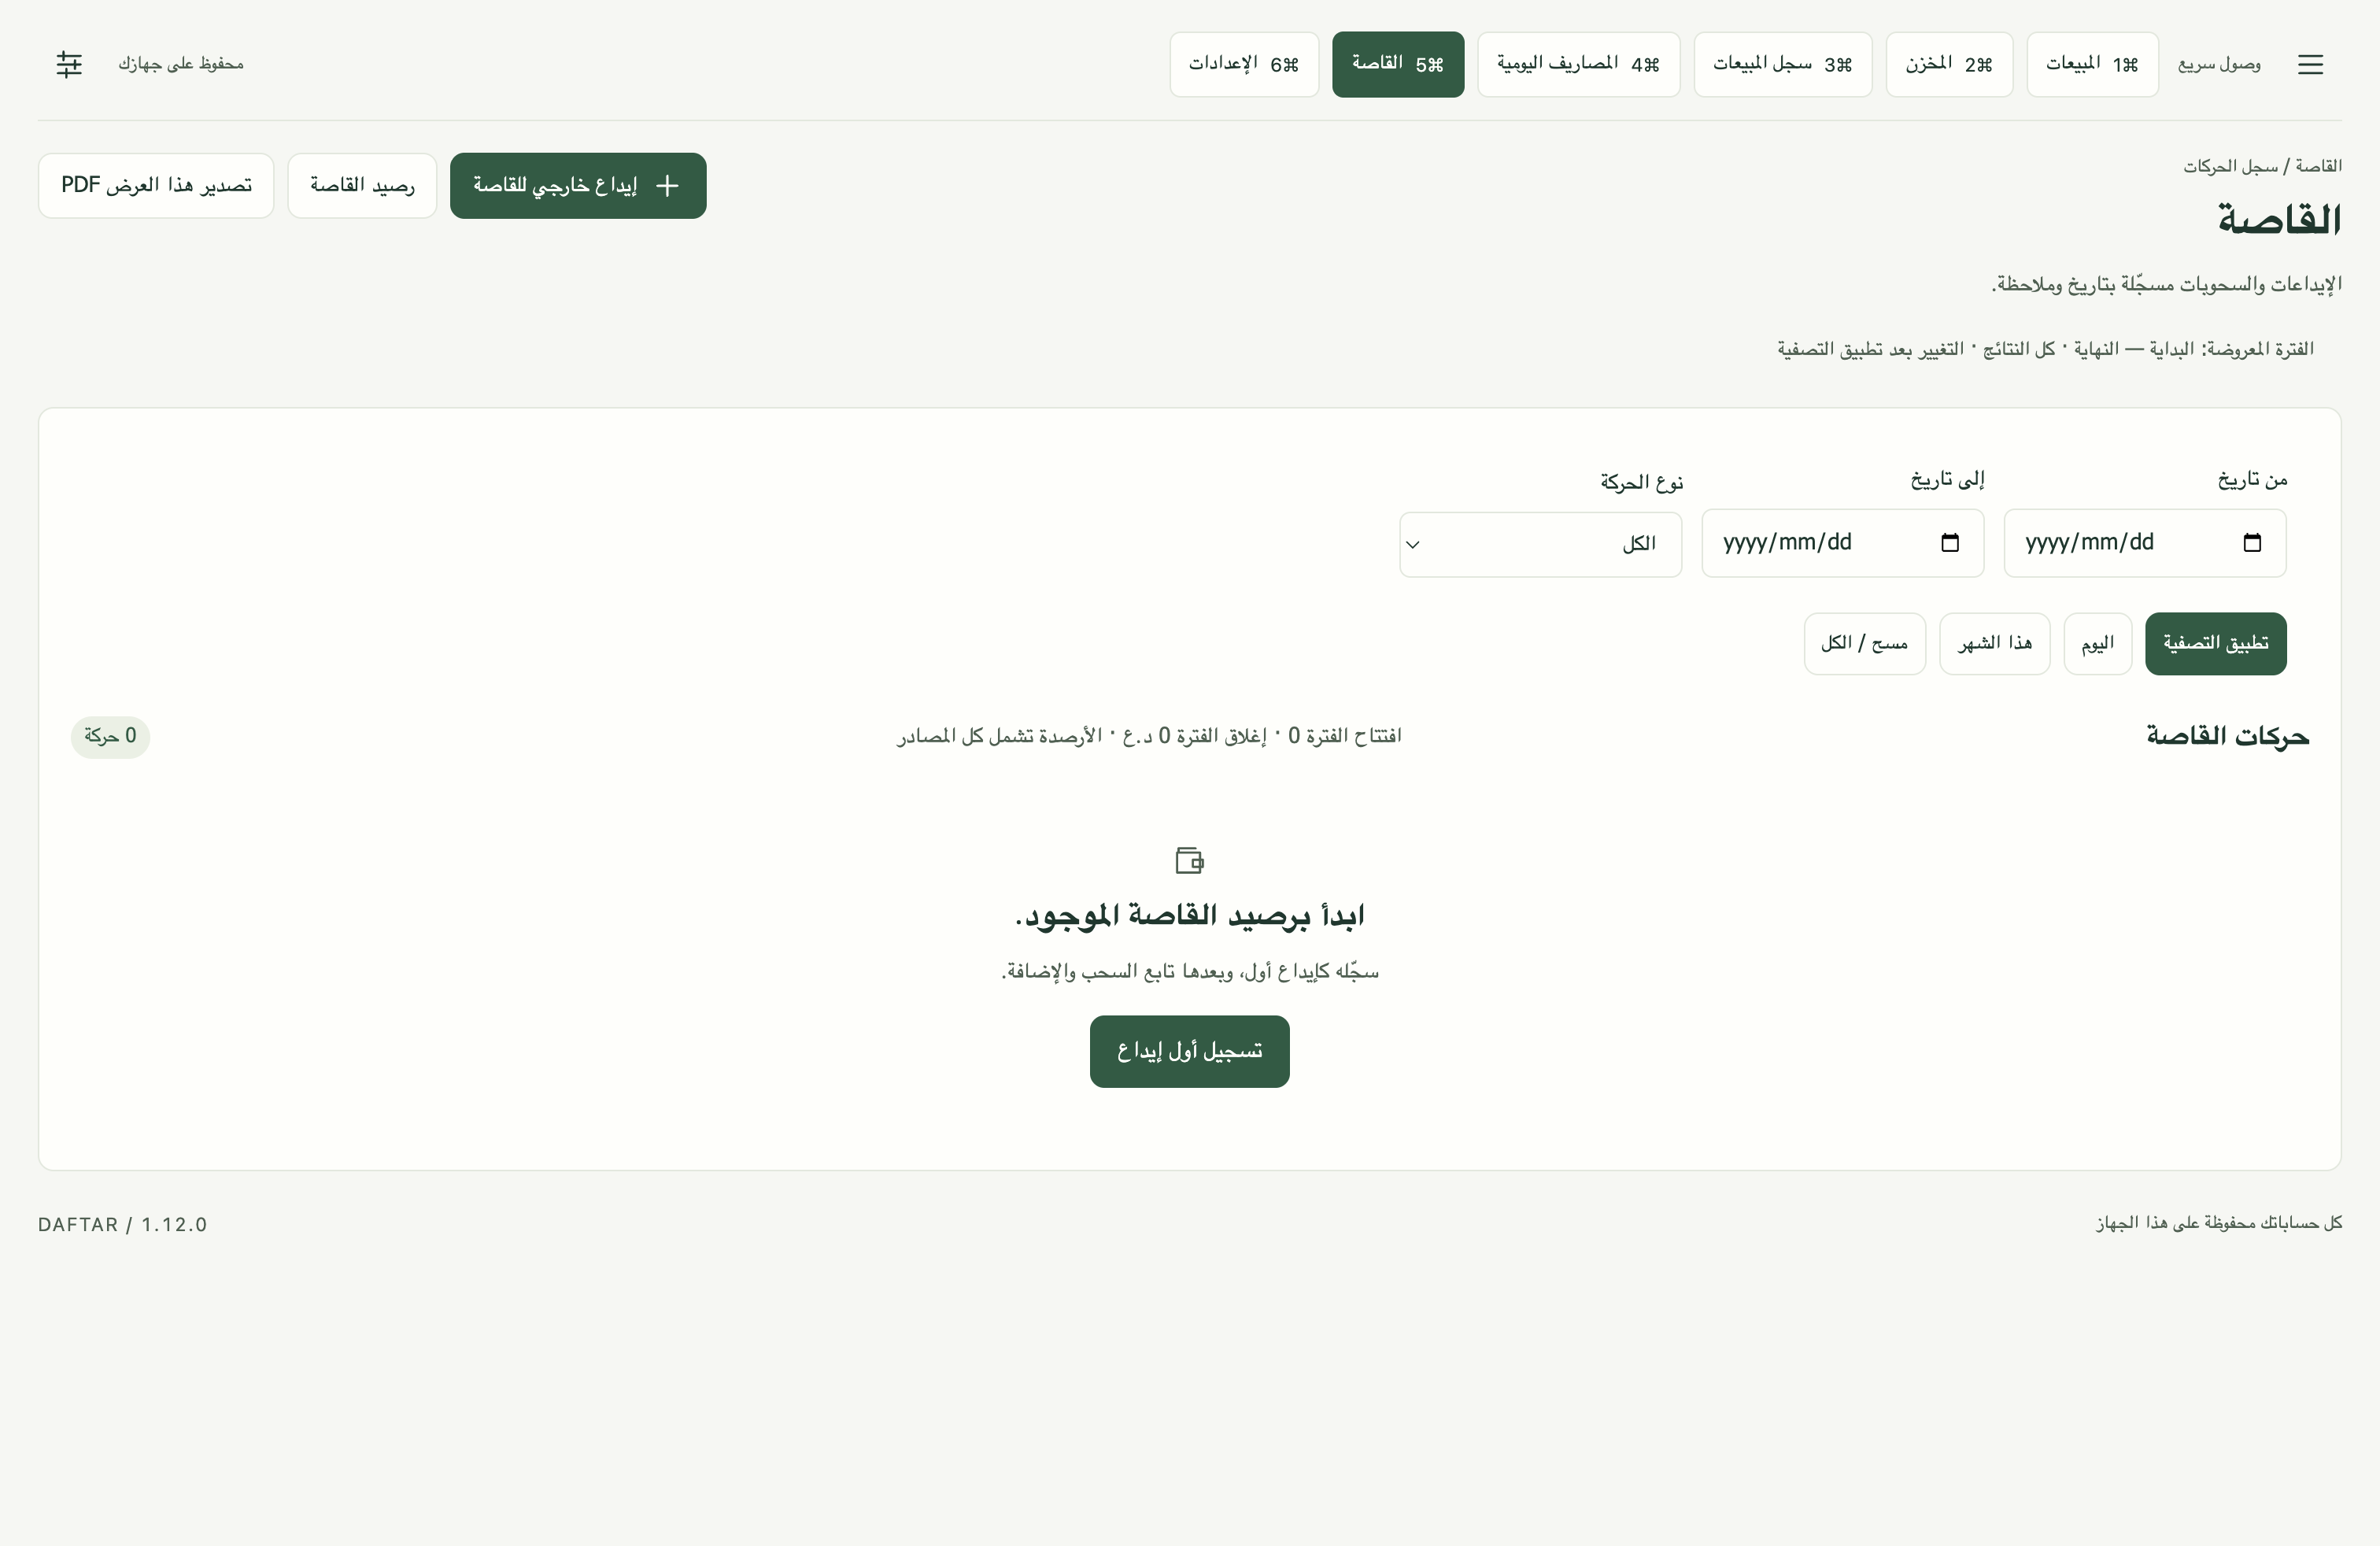 وصول سريع
⌘1 المبيعات
⌘2 المخزن
⌘3 سجل المبيعات
⌘4 المصاريف اليومية
⌘5 القاصة
⌘6 الإعدادات
محفوظ على جهازك
القاصة / سجل الحركات
القاصة
الإيداعات والسحوبات مسجّلة بتاريخ وملاحظة.
إيداع خارجي للقاصة
رصيد القاصة
تصدير هذا العرض PDF
الفترة المعروضة: البداية — النهاية · كل النتائج · التغيير بعد تطبيق التصفية
من تاريخ
إلى تاريخ
نوع الحركة
yyyy/mm/dd
yyyy/mm/dd
الكل
تطبيق التصفية
اليوم
هذا الشهر
مسح / الكل
حركات القاصة
افتتاح الفترة 0 · إغلاق الفترة 0 د.ع · الأرصدة تشمل كل المصادر
0 حركة
ابدأ برصيد القاصة الموجود.
سجّله كإيداع أول، وبعدها تابع السحب والإضافة.
تسجيل أول إيداع
كل حساباتك محفوظة على هذا الجهاز
DAFTAR / 1.12.0